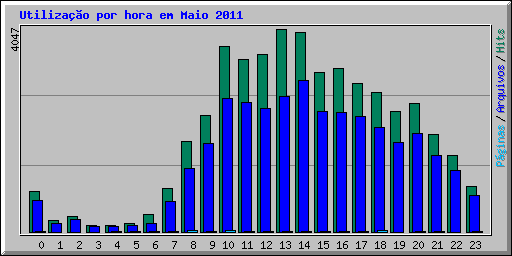 Utilização por hora em Maio 2011
4047
Páginas / Arquivos / Hits
0 1 2 3 4 5 6 7 8 9 10 11 12 13 14 15 16 17 18 19 20 21 22 23